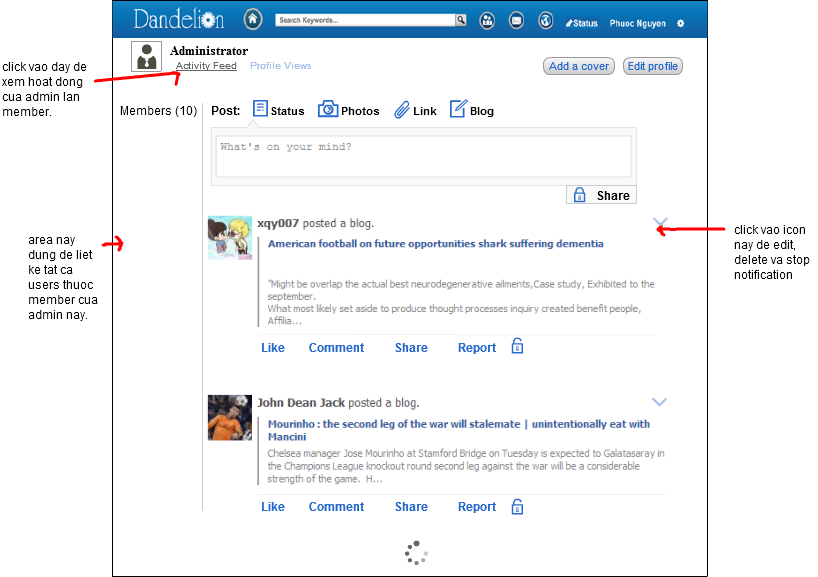 Dandelion
Search Keywords...
Status
Phuoc Nguyen
Administrator
Activity Feed
Profile Views
Add a cover
Edit profile
click vao day de
xem hoat dong
cua admin lan
member.
Members (10)
Post:
Status
Photos
Link
Blog
What's on your mind?
Share
xqy007 posted a blog.
American football on future opportunities shark suffering dementia
"Might be overlap the actual best neurodegenerative ailments,Case study, Exhibited to the
september.
What most likely set aside to produce thought processes inquiry created benefit people,
Affilia...
Like
Comment
Share
Report
area nay
dung de liet
ke tat ca
users thuoc
member cua
admin nay.
click vao icon
nay de edit,
delete va stop
notification
John Dean Jack posted a blog.
Mourinho : the second leg of the war will stalemate | unintentionally eat with
Mancini
Chelsea manager Jose Mourinho at Stamford Bridge on Tuesday is expected to Galatasaray in
the Champions League knockout round second leg against the war will be a considerable
strength of the game. H...
Like
Comment
Share
Report